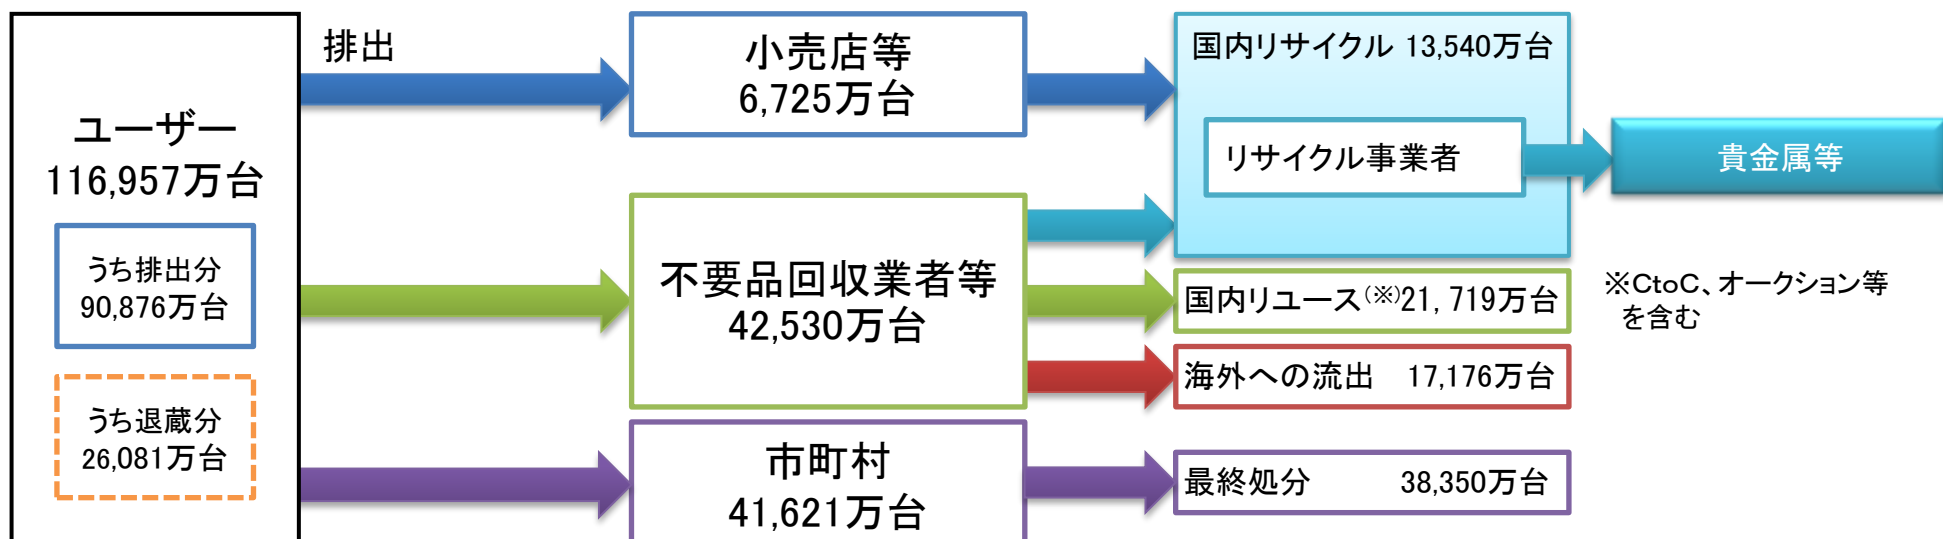 排出
ユーザー
116,957万台
うち排出分
90,876万台
うち退蔵分
26,081万台
小売店等
6,725万台
不要品回収業者等
42,530万台
市町村
41,621万台
国内リサイクル 13,540万台
リサイクル事業者
貴金属等
国内リユース(※)21,719万台
※CtoC、オークション等
を含む
海外への流出 17,176万台
最終処分 38,350万台